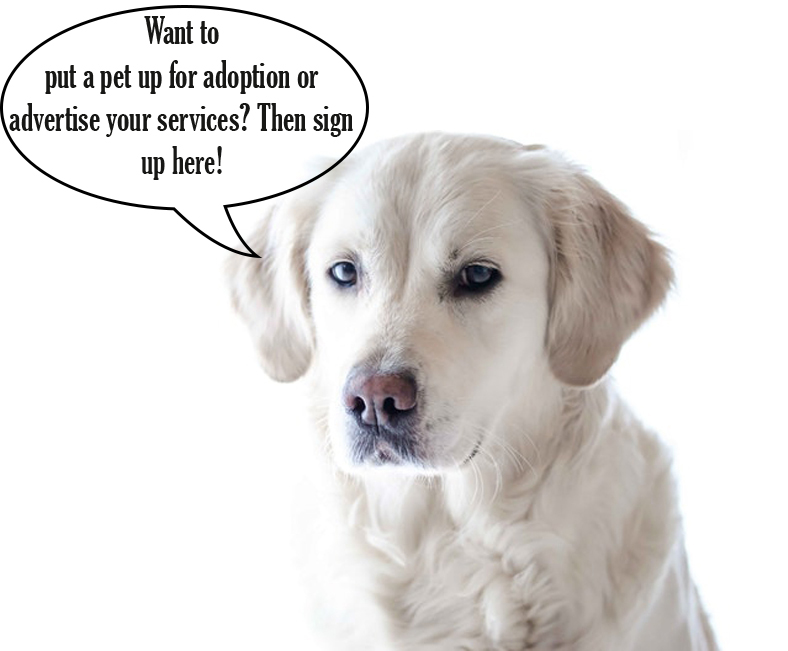 Want to
put a pet up for adoption or
advertise your services? Then sign
up here!